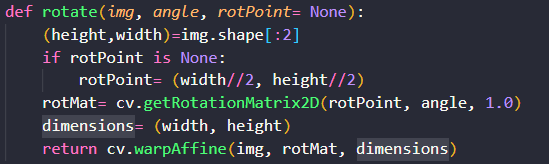 def rotate(img, angle, rotPoint= None):
    (height,width)=img.shape[:2]
    if rotPoint is None:
        rotPoint= (width//2, height//2)
    rotMat= cv.getRotationMatrix2D(rotPoint, angle, 1.0)
    dimensions= (width, height)
    return cv.warpAffine(img, rotMat, dimensions)